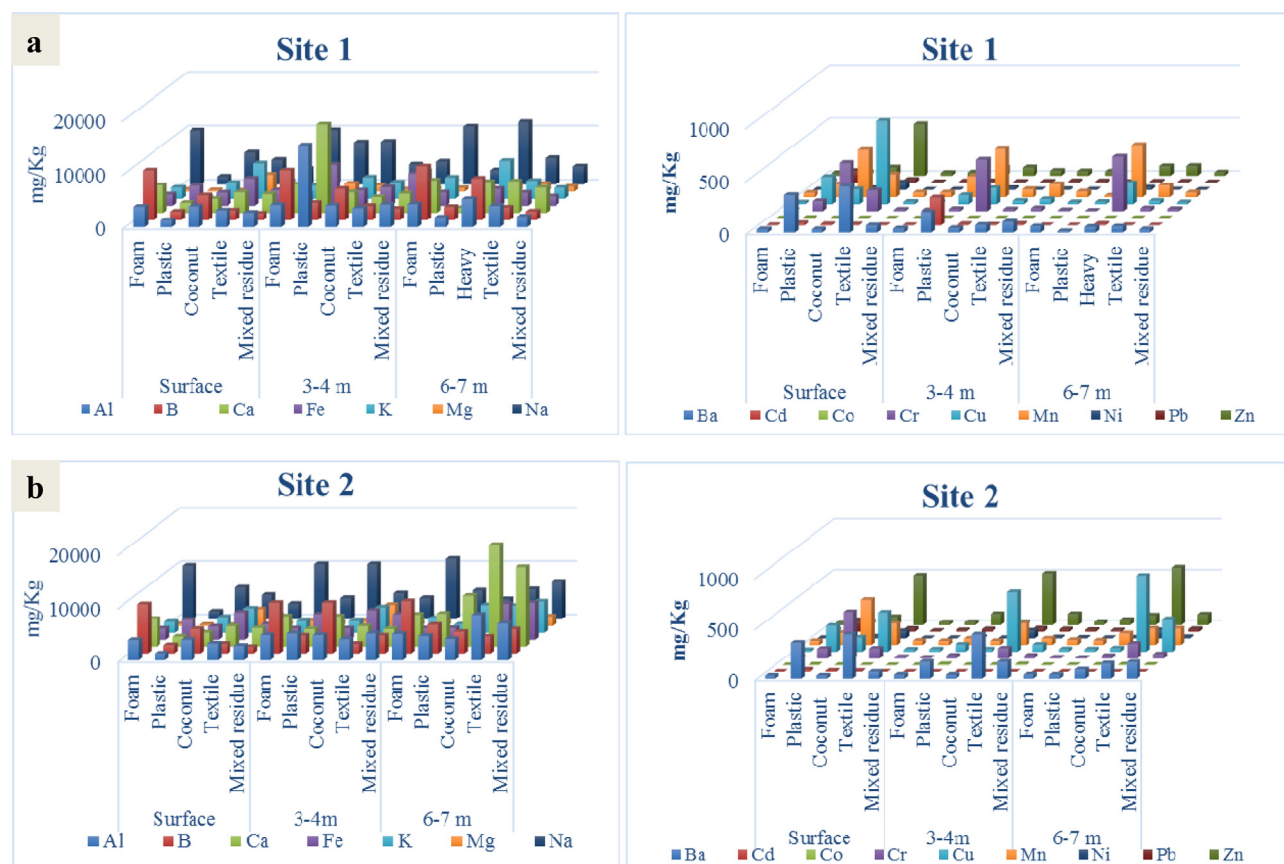 a
Site 1
mg/Kg
20000
10000
0
Foam
Plastic
Coconut
Textile
Mixed residue
Foam
Plastic
Coconut
Textile
Mixed residue
Foam
Plastic
Heavy
Textile
Mixed residue
Surface 3-4 m 6-7 m
Al B Ca Fe K Mg Na
Site 1
mg/Kg
1000
500
0
Foam
Plastic
Coconut
Textile
Mixed residue
Foam
Plastic
Coconut
Textile
Mixed residue
Foam
Plastic
Heavy
Textile
Mixed residue
Surface 3-4 m 6-7 m
Ba Cd Co Cr Cu Mn Ni Pb Zn
b
Site 2
mg/Kg
20000
10000
0
Foam
Plastic
Coconut
Textile
Mixed residue
Foam
Plastic
Coconut
Textile
Mixed residue
Foam
Plastic
Coconut
Textile
Mixed residue
Surface 3-4m 6-7 m
Al B Ca Fe K Mg Na
Site 2
mg/Kg
1000
500
0
Foam
Plastic
Coconut
Textile
Mixed residue
Foam
Plastic
Coconut
Textile
Mixed residue
Foam
Plastic
Coconut
Textile
Mixed residue
Surface 3-4m 6-7 m
Ba Cd Co Cr Cu Mn Ni Pb Zn